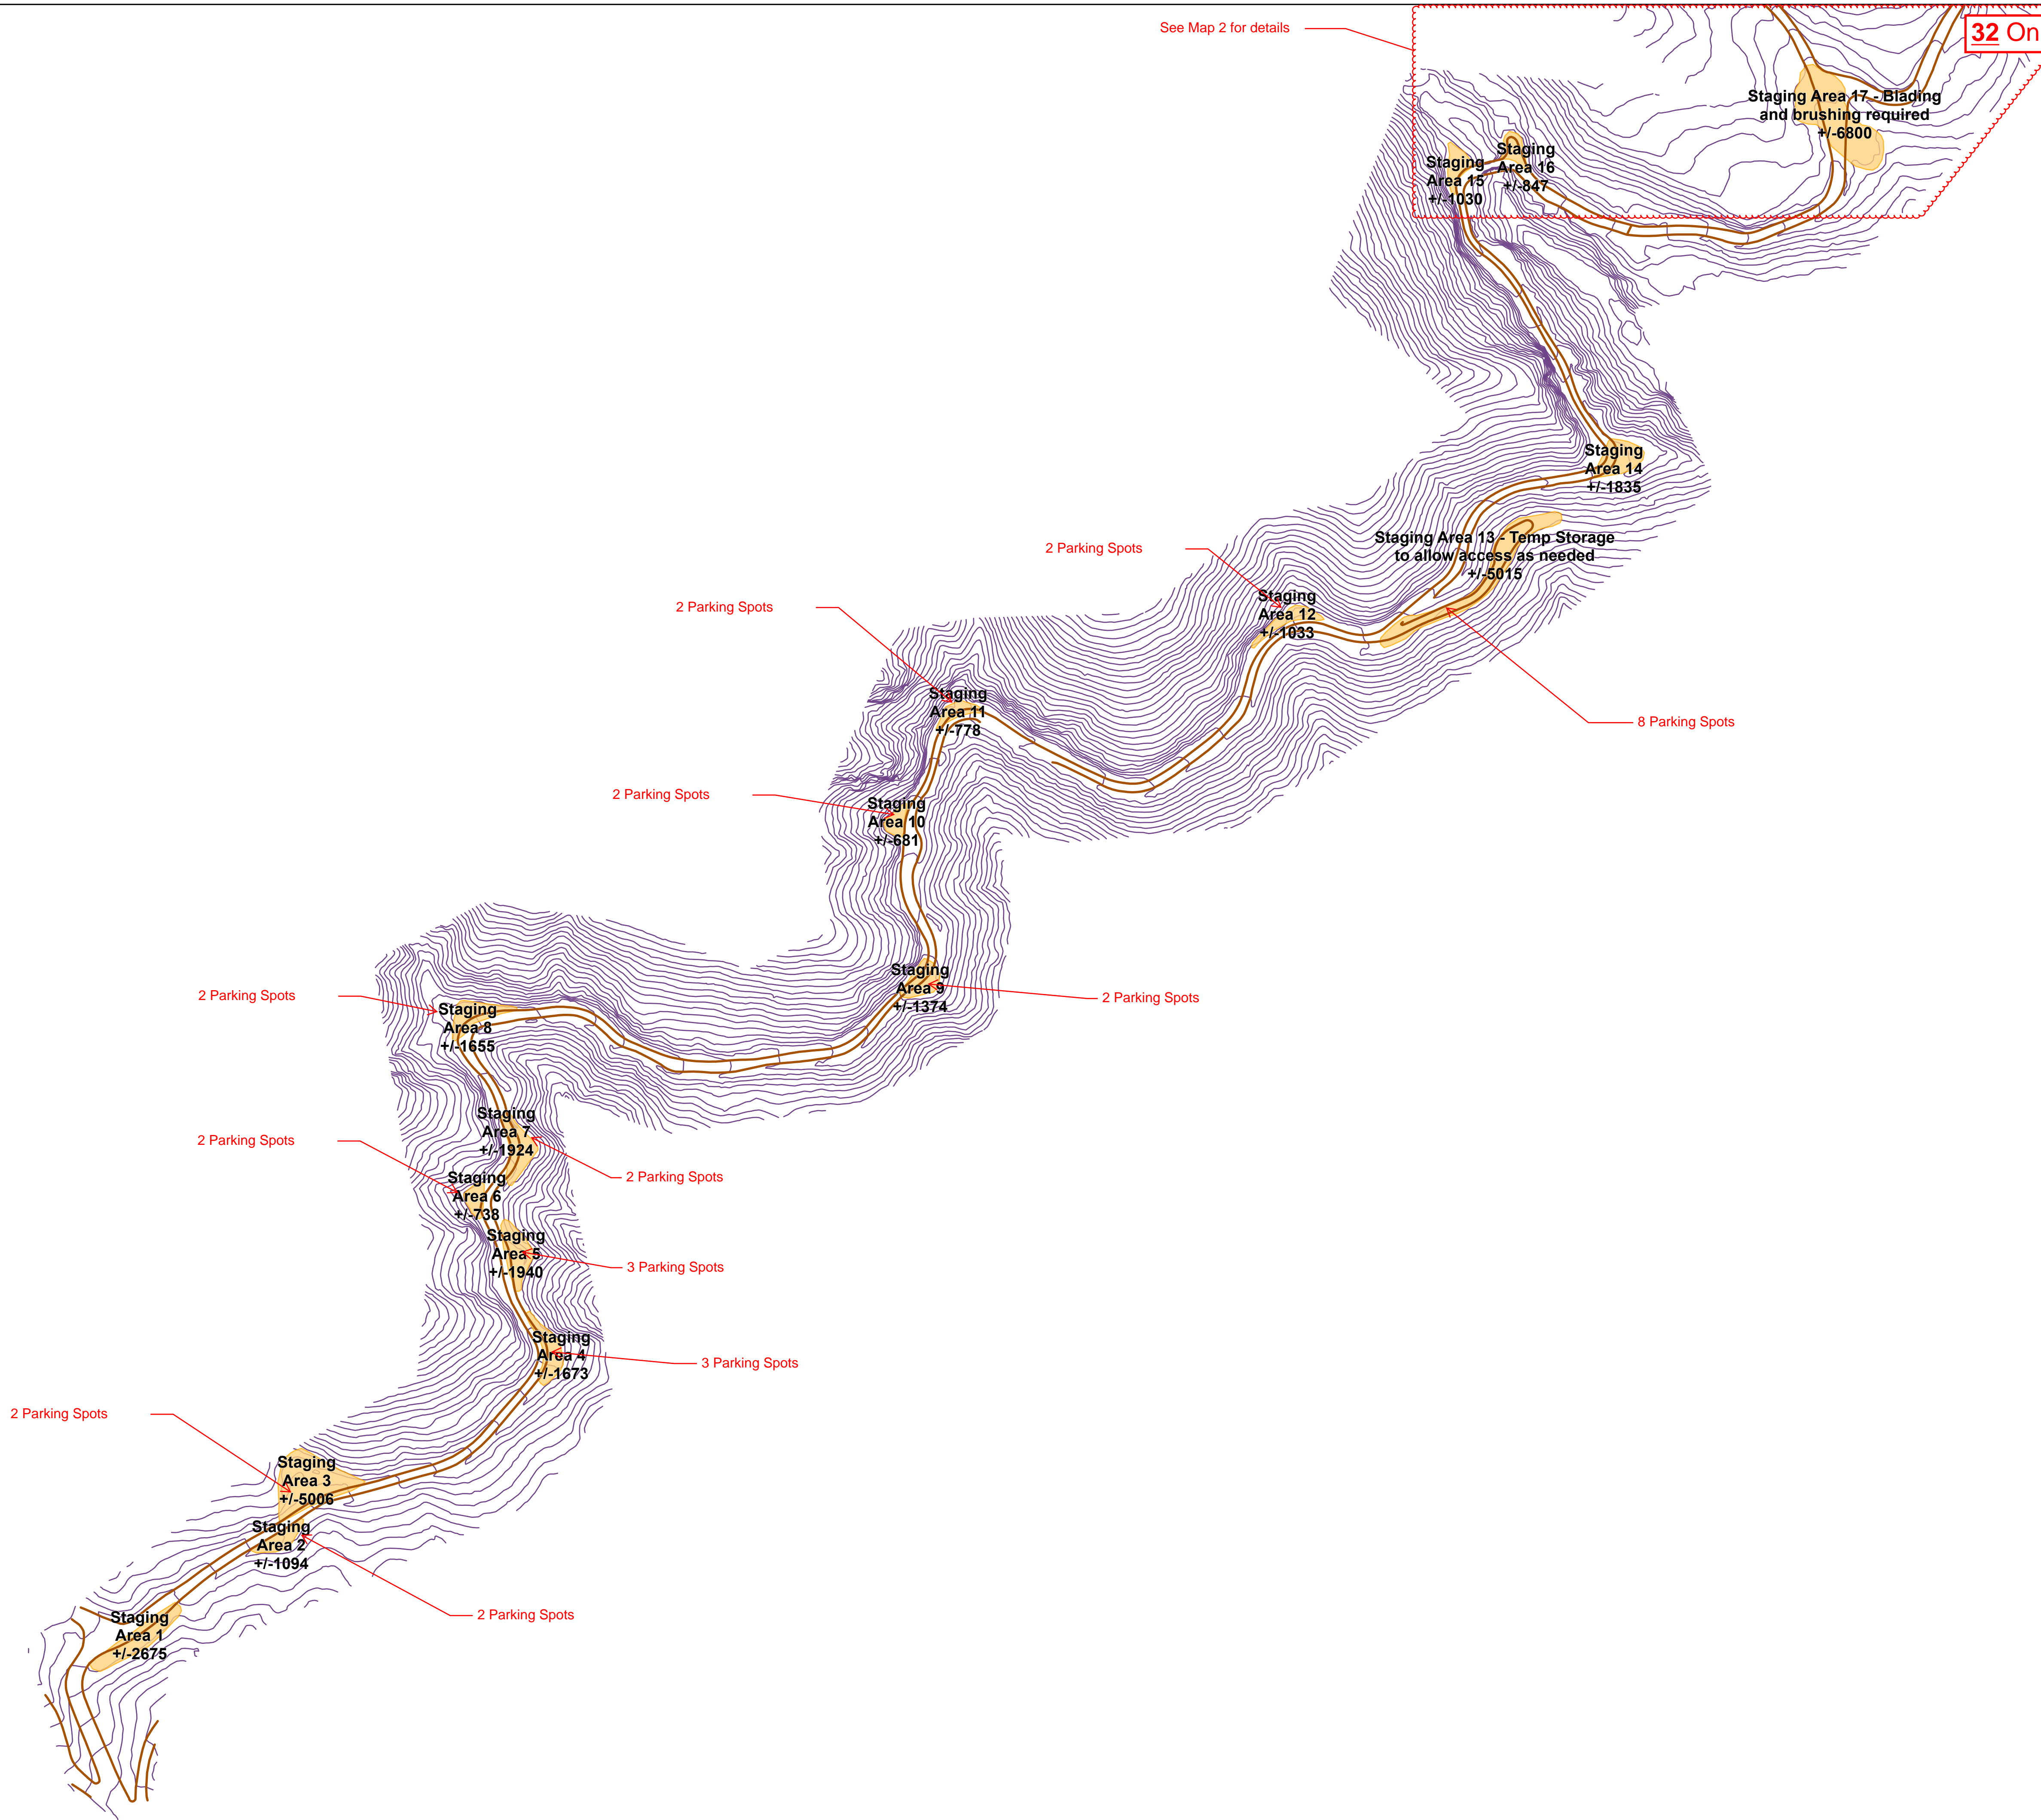 See Map 2 for details
32 On
Staging Area 17 - Blading
and brushing required
+/-6800
Staging
Area 16
+/-847
Staging
Area 15
+/-1030
Staging
Area 14
+/-1835
Staging Area 13 - Temp Storage
to allow access as needed
+/-5015
2 Parking Spots
Staging
Area 12
+/-1033
2 Parking Spots
8 Parking Spots
Staging
Area 11
+/-778
2 Parking Spots
Staging
Area 10
+/-681
Staging
Area 9
+/-1374
2 Parking Spots
2 Parking Spots
Staging
Area 8
+/-1655
Staging
Area 7
+/-1924
2 Parking Spots
2 Parking Spots
Staging
Area 6
+/-738
Staging
Area 5
+/-1940
3 Parking Spots
Staging
Area 4
+/-1673
3 Parking Spots
2 Parking Spots
Staging
Area 3
+/-5006
Staging
Area 2
+/-1094
2 Parking Spots
Staging
Area 1
+/-2675